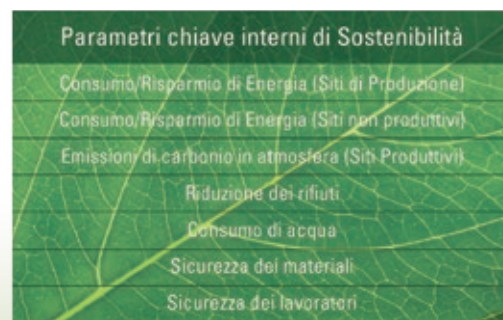 Parametri chiave interni di Sostenibilità
Consumo/Risparmio di Energia (Siti di Produzione)
Consumo/Risparmio di Energia (Siti non produttivi)
Emissioni di carbonio in atmosfera (Siti Produttivi)
Riduzione dei rifiuti
Consumo di acqua
Sicurezza dei materiali
Sicurezza dei lavoratori